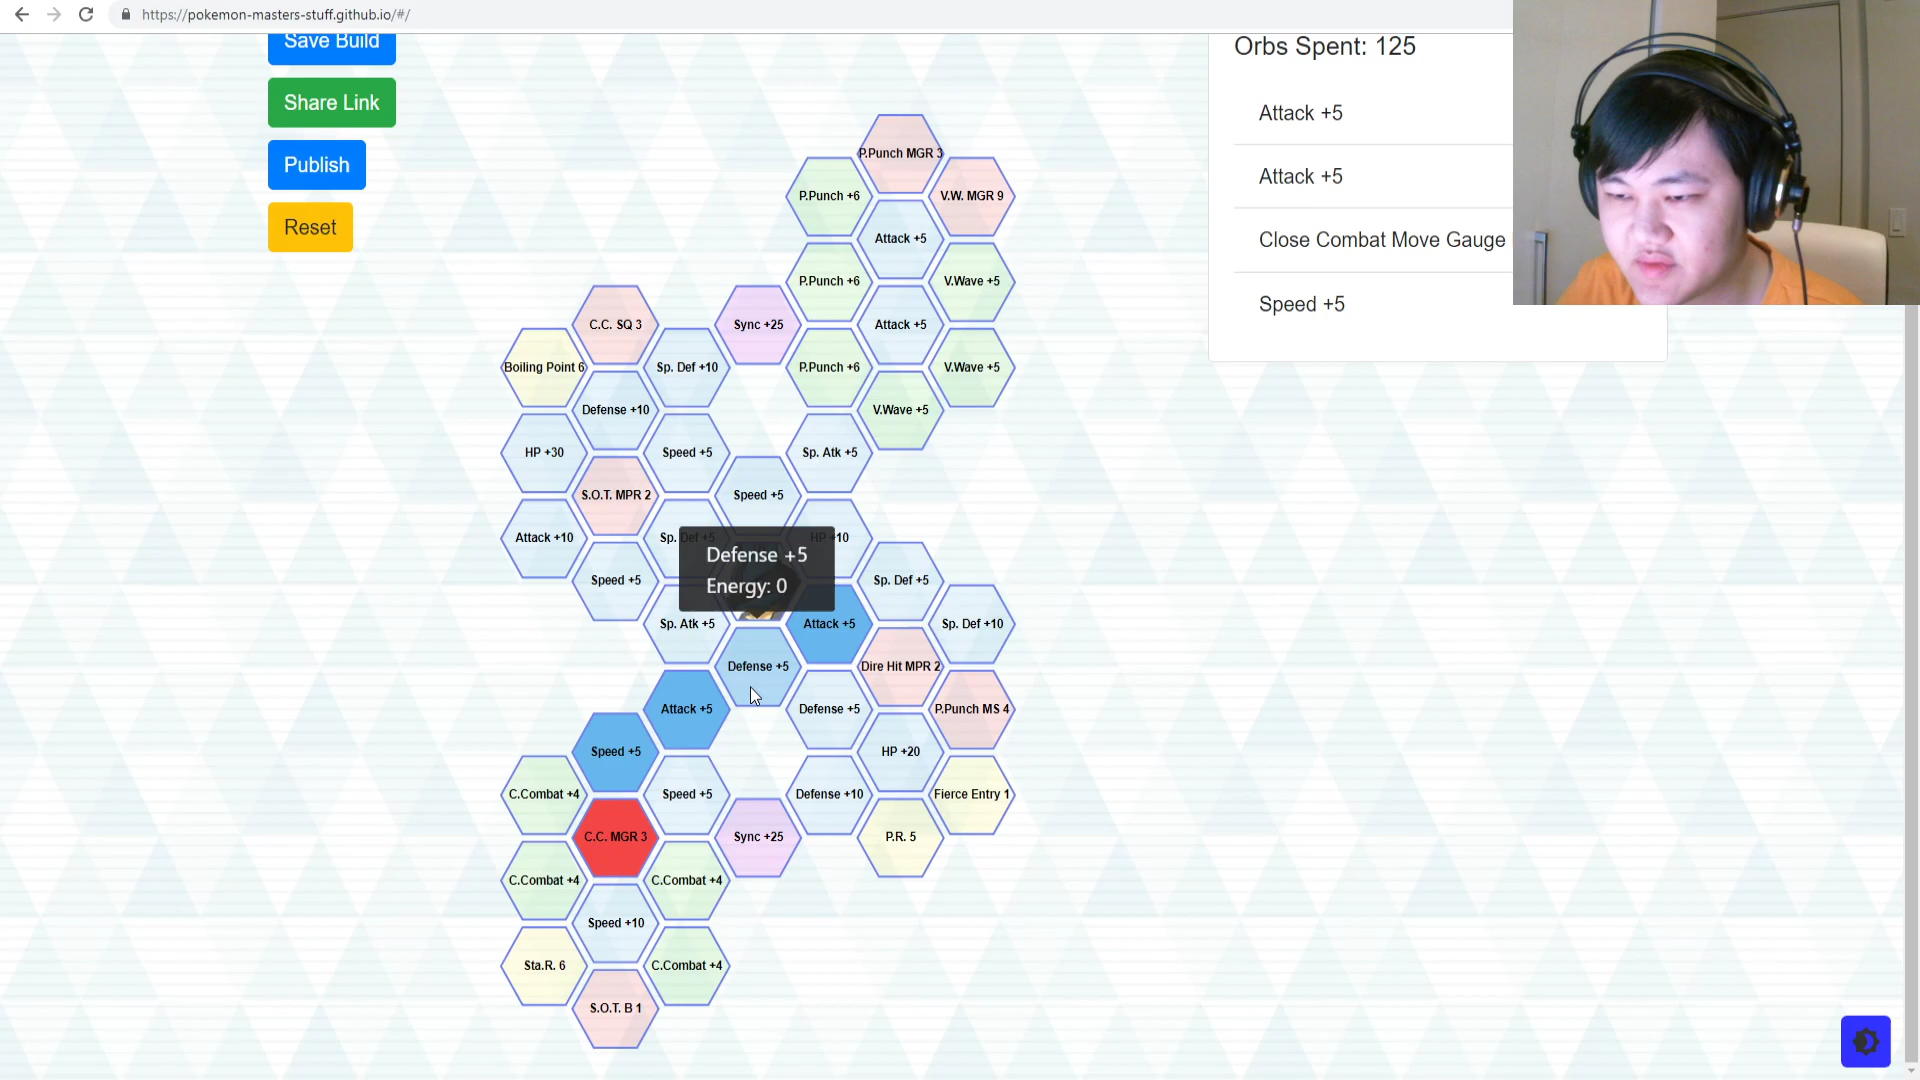 https://pokemon-masters-stuff.github.io/#/
Save Build
Share Link
Publish
Reset
Orbs Spent: 125
Attack +5
Attack +5
Close Combat Move Gauge
Speed +5
P.Punch MGR 3
P.Punch +6
V.W. MGR 9
Attack +5
P.Punch +6
V.Wave +5
C.C. SQ 3
Sync +25
Attack +5
Boiling Point 6
Sp. Def +10
P.Punch +6
V.Wave +5
Defense +10
V.Wave +5
HP +30
Speed +5
Sp. Atk +5
S.O.T. MPR 2
Speed +5
Attack +10
Sp. Def +5
HP +10
Defense +5
Energy: 0
Speed +5
Sp. Def +5
Sp. Atk +5
Attack +5
Sp. Def +10
Defense +5
Dire Hit MPR 2
Attack +5
Defense +5
P.Punch MS 4
Speed +5
HP +20
C.Combat +4
Speed +5
Defense +10
Fierce Entry 1
C.C. MGR 3
Sync +25
P.R. 5
C.Combat +4
C.Combat +4
Speed +10
Sta.R. 6
C.Combat +4
S.O.T. B 1